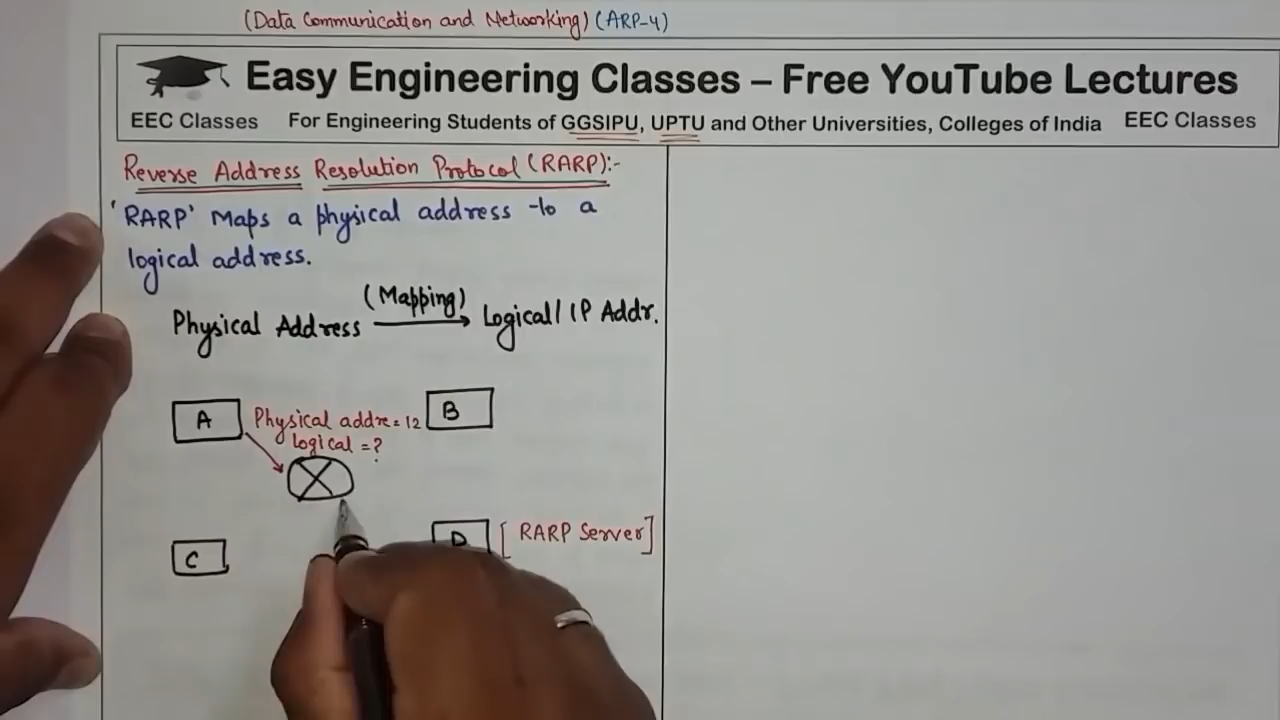 (Data Communication and Networking) (ARP-4)
Easy Engineering Classes – Free YouTube Lectures
EEC Classes For Engineering Students of GGSIPU, UPTU and Other Universities, Colleges of India EEC Classes
Reverse Address Resolution Protocol (RARP):-
'RARP' Maps a physical address to a
logical address.
(Mapping)
Physical Address → Logical/ IP Addr.
A Physical addre = 12 B
logical = ?
C D [ RARP Server ]